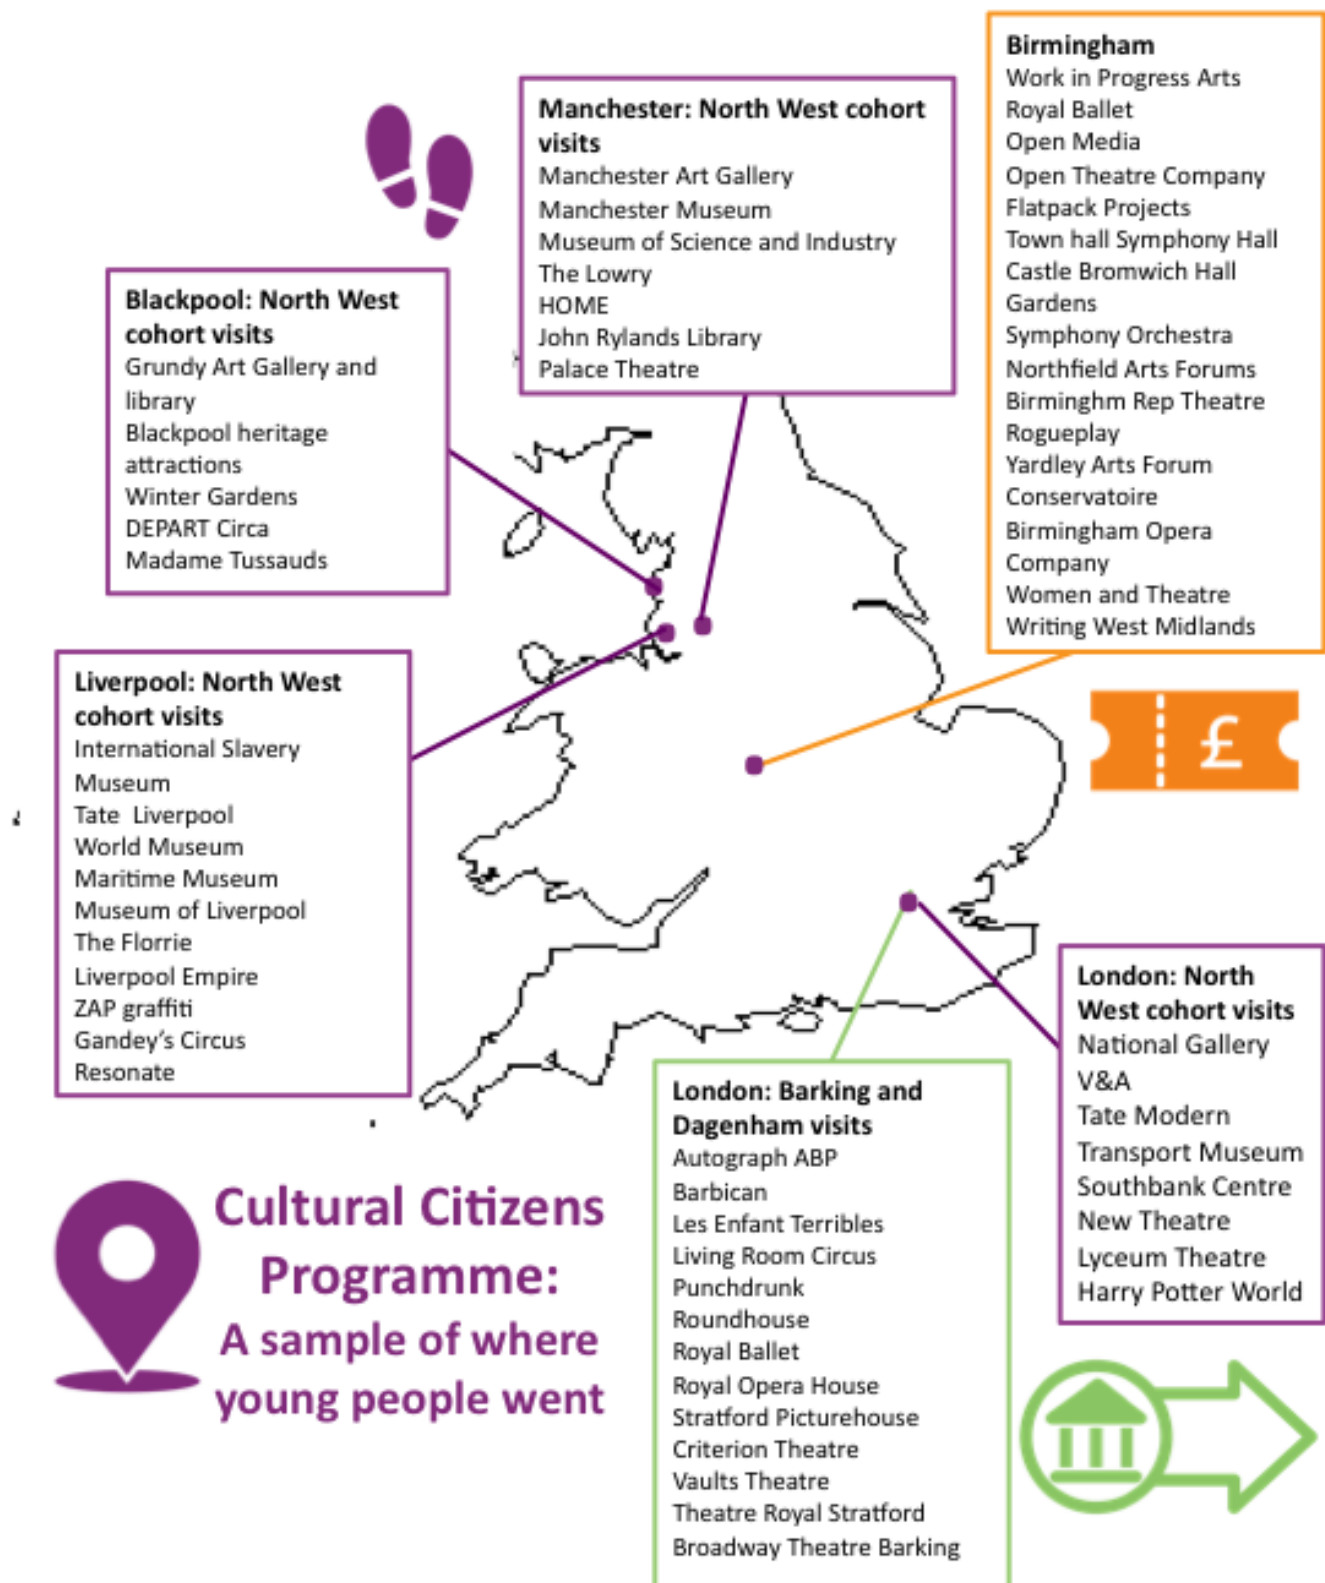 Birmingham
Work in Progress Arts
Royal Ballet
Open Media
Open Theatre Company
Flatpack Projects
Town hall Symphony Hall
Castle Bromwich Hall
Gardens
Symphony Orchestra
Northfield Arts Forums
Birminghm Rep Theatre
Rogueplay
Yardley Arts Forum
Conservatoire
Birmingham Opera
Company
Women and Theatre
Writing West Midlands
Manchester: North West cohort
visits
Manchester Art Gallery
Manchester Museum
Museum of Science and Industry
The Lowry
HOME
John Rylands Library
Palace Theatre
Blackpool: North West
cohort visits
Grundy Art Gallery and
library
Blackpool heritage
attractions
Winter Gardens
DEPART Circa
Madame Tussauds
Liverpool: North West
cohort visits
International Slavery
Museum
Tate Liverpool
World Museum
Maritime Museum
Museum of Liverpool
The Florrie
Liverpool Empire
ZAP graffiti
Gandey's Circus
Resonate
£
London: North
West cohort visits
National Gallery
V&A
Tate Modern
Transport Museum
Southbank Centre
New Theatre
Lyceum Theatre
Harry Potter World
London: Barking and
Dagenham visits
Autograph ABP
Barbican
Les Enfant Terribles
Living Room Circus
Punchdrunk
Roundhouse
Royal Ballet
Royal Opera House
Stratford Picturehouse
Criterion Theatre
Vaults Theatre
Theatre Royal Stratford
Broadway Theatre Barking
Cultural Citizens
Programme:
A sample of where
young people went